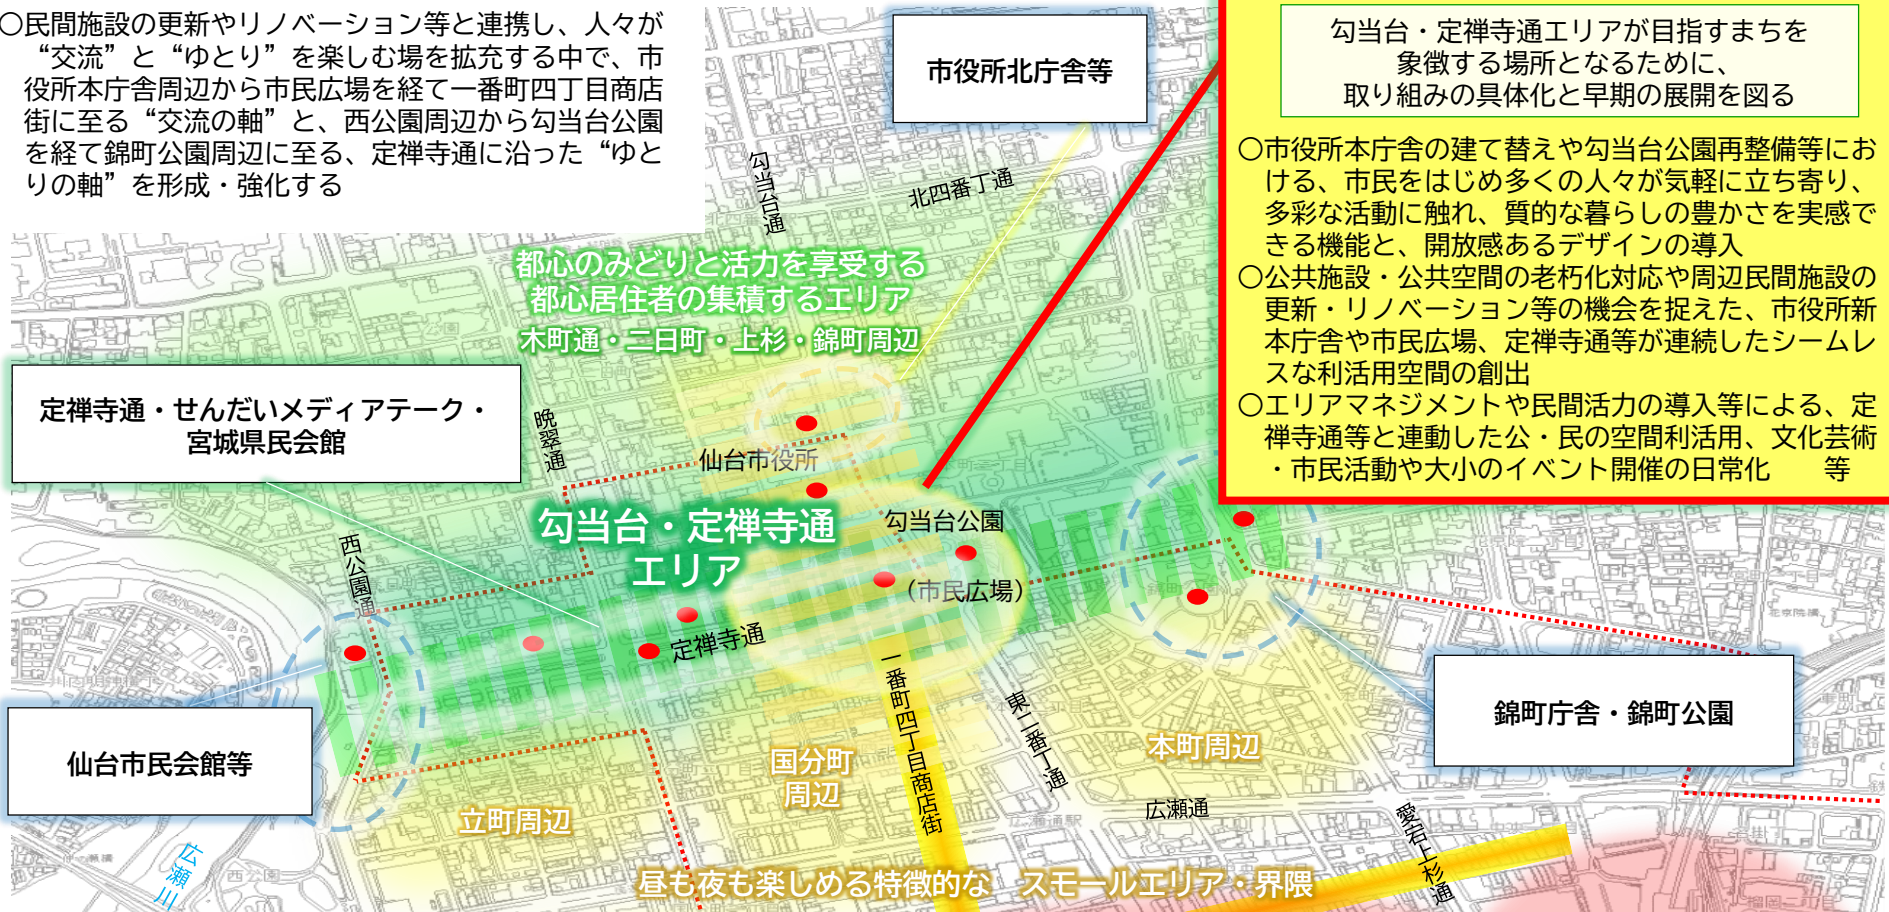 ○民間施設の更新やリノベーション等と連携し、人々が
“交流”と“ゆとり”を楽しむ場を拡充する中で、市
役所本庁舎周辺から市民広場を経て一番町四丁目商店
街に至る“交流の軸”と、西公園周辺から勾当台公園
を経て錦町公園周辺に至る、定禅寺通に沿った“ゆと
りの軸”を形成・強化する
市役所北庁舎等
勾当台・定禅寺通エリアが目指すまちを
象徴する場所となるために、
取り組みの具体化と早期の展開を図る
○市役所本庁舎の建て替えや勾当台公園再整備等にお
ける、市民をはじめ多くの人々が気軽に立ち寄り、
多彩な活動に触れ、質的な暮らしの豊かさを実感で
きる機能と、開放感あるデザインの導入
○公共施設・公共空間の老朽化対応や周辺民間施設の
更新・リノベーション等の機会を捉えた、市役所新
本庁舎や市民広場、定禅寺通等が連続したシームレ
スな利活用空間の創出
○エリアマネジメントや民間活力の導入等による、定
禅寺通等と連動した公・民の空間利活用、文化芸術
・市民活動や大小のイベント開催の日常化　　等
勾当台通
北四番丁通
都心のみどりと活力を享受する
都心居住者の集積するエリア
木町通・二日町・上杉・錦町周辺
定禅寺通・せんだいメディアテーク・
宮城県民会館
晩翠通
仙台市役所
勾当台・定禅寺通
エリア
勾当台公園
（市民広場）
西公園通
定禅寺通
一番町四丁目商店街
東二番丁通
錦町庁舎・錦町公園
仙台市民会館等
国分町
周辺
本町周辺
立町周辺
広瀬通
愛宕上杉通
広瀬川
西公園
昼も夜も楽しめる特徴的な　スモールエリア・界隈